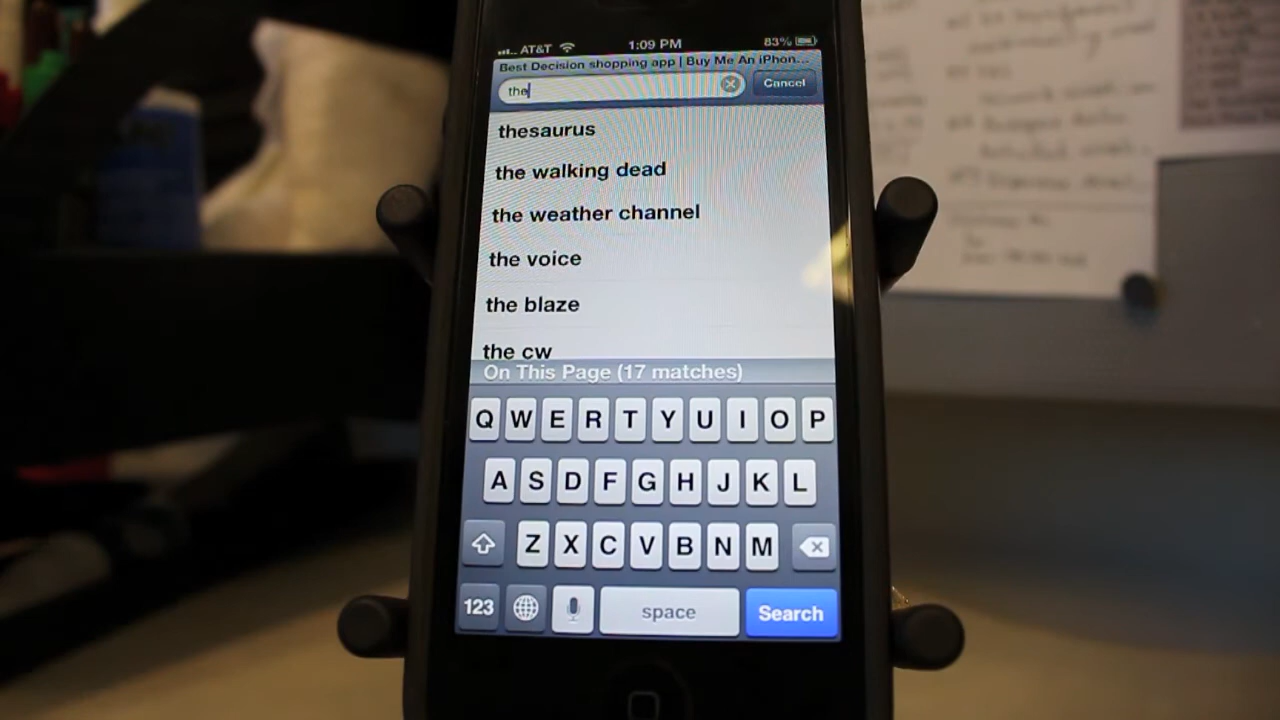 AT&T 1:09 PM 83%
Best Decision shopping app | Buy Me An iPhon...
the Cancel
thesaurus
the walking dead
the weather channel
the voice
the blaze
the cw
On This Page (17 matches)
Q W E R T Y U I O P
A S D F G H J K L
Z X C V B N M
123 space Search